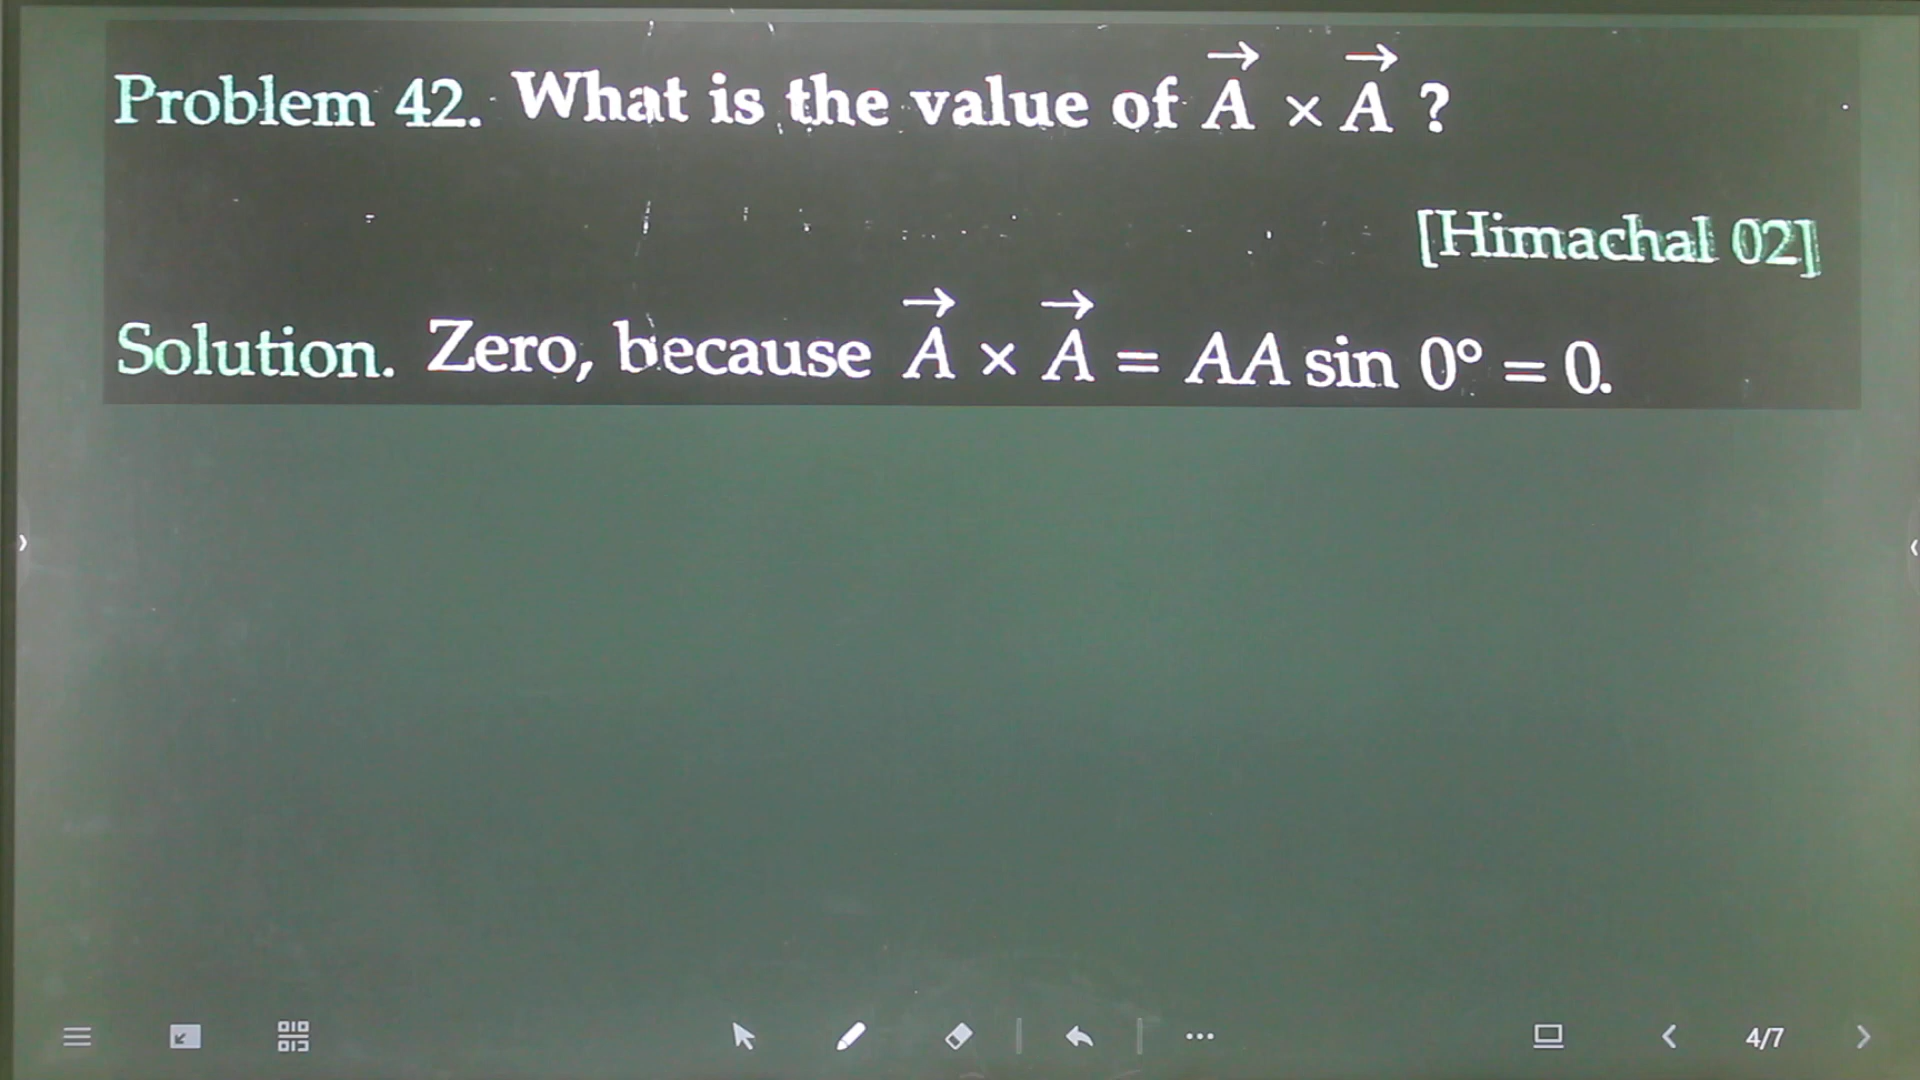 Problem 42. What is the value of A⃗ × A⃗ ?
[Himachal 02]
Solution. Zero, because A⃗ × A⃗ = AA sin 0° = 0.
4/7